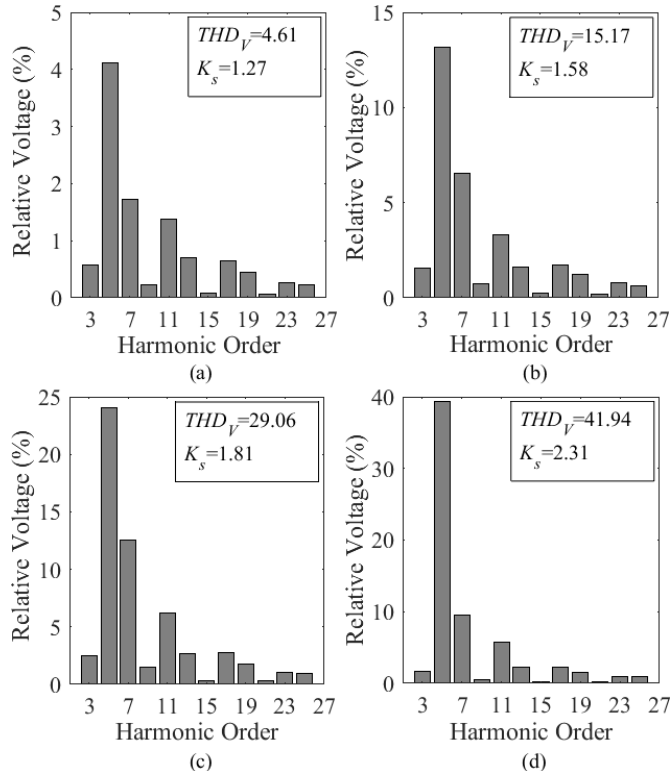 5
4
3
2
1
0
Relative Voltage (%)
THD_V=4.61
K_s=1.27
3 7 11 15 19 23 27
Harmonic Order
(a)
15
10
5
0
Relative Voltage (%)
THD_V=15.17
K_s=1.58
3 7 11 15 19 23 27
Harmonic Order
(b)
25
20
15
10
5
0
Relative Voltage (%)
THD_V=29.06
K_s=1.81
3 7 11 15 19 23 27
Harmonic Order
(c)
40
30
20
10
0
Relative Voltage (%)
THD_V=41.94
K_s=2.31
3 7 11 15 19 23 27
Harmonic Order
(d)